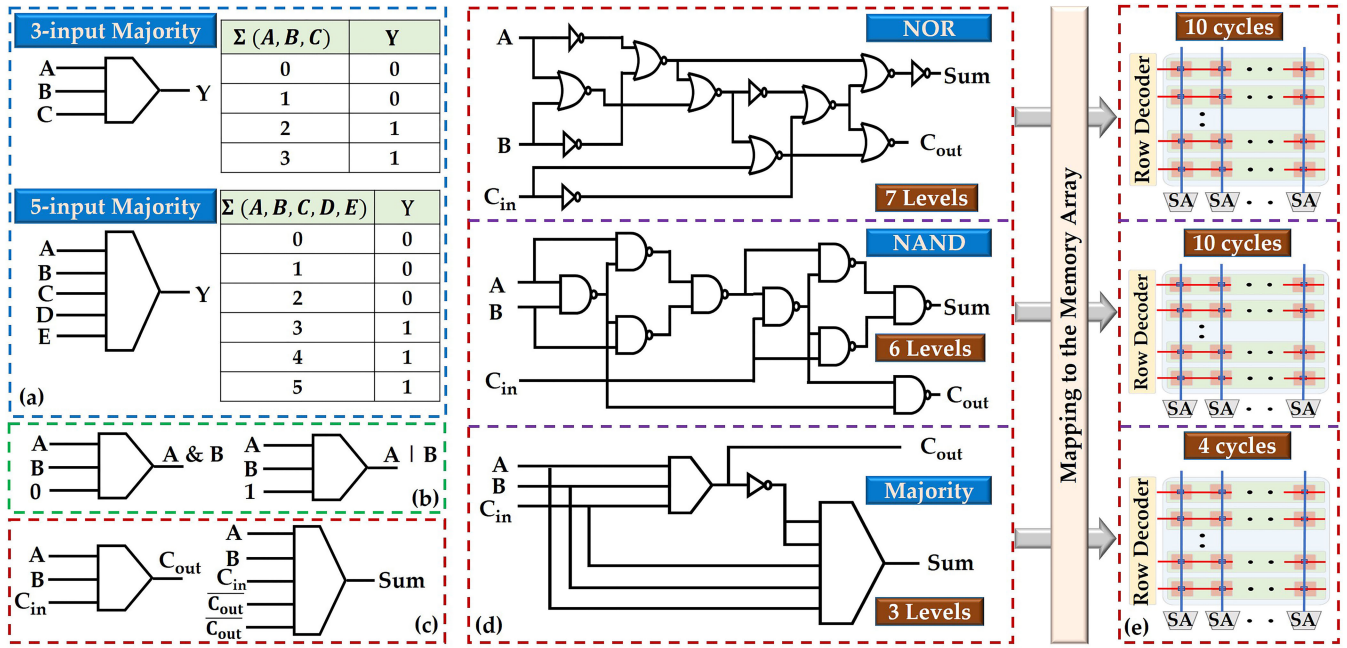 3-input Majority
A
B
C
Y
Σ (A, B, C) Y
0 0
1 0
2 1
3 1
5-input Majority
A
B
C
D
E
Y
Σ (A, B, C, D, E) Y
0 0
1 0
2 0
3 1
4 1
5 1
(a)
A
B
0
A & B
A
B
1
A | B
(b)
A
B
Cin
Cout
A
B
Cin
C̅o̅u̅t̅
C̅o̅u̅t̅
Sum
(c)
NOR
A
B
Cin
Sum
Cout
7 Levels
NAND
A
B
Cin
Sum
Cout
6 Levels
Majority
A
B
Cin
Cout
Sum
3 Levels
(d)
Mapping to the Memory Array
10 cycles
Row Decoder
SA SA SA
10 cycles
Row Decoder
SA SA SA
4 cycles
Row Decoder
SA SA SA
(e)